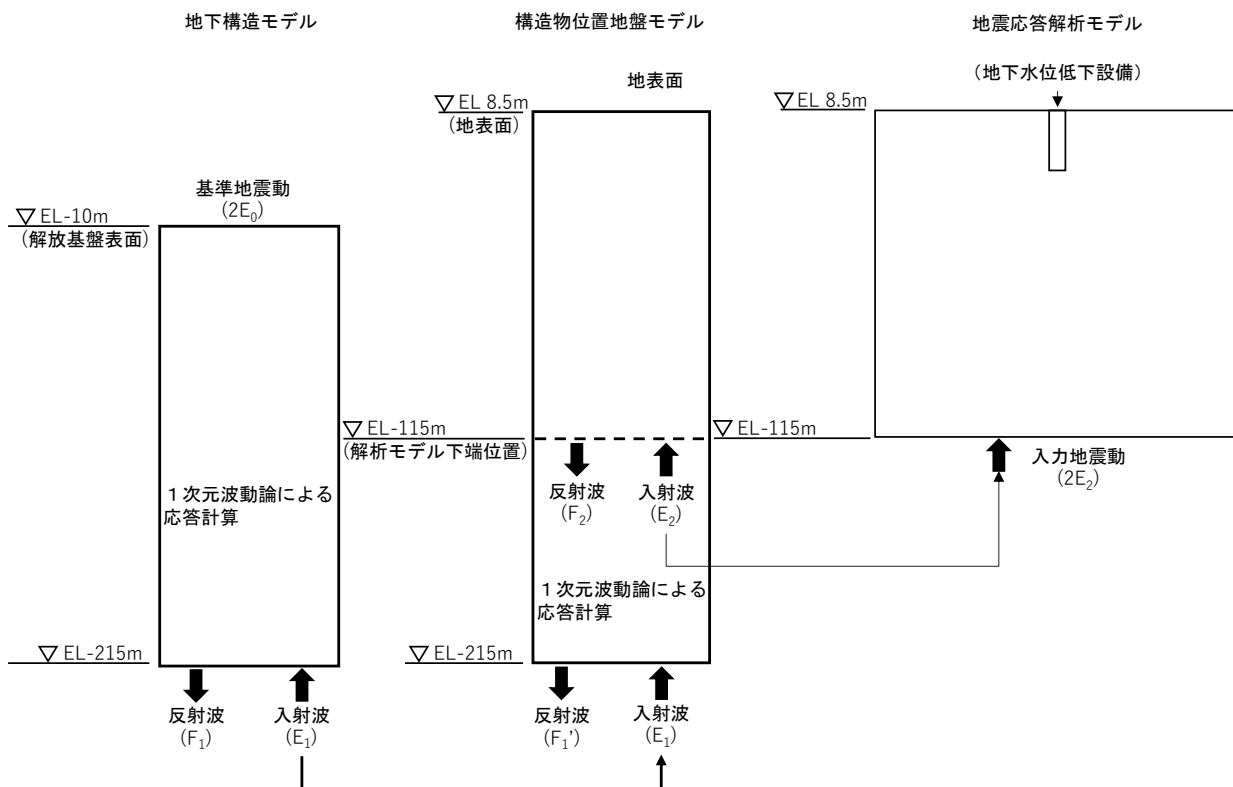 地下構造モデル
基準地震動
(2E₀)
▽ EL-10m
(解放基盤表面)
1次元波動論による
応答計算
▽ EL-215m
反射波
(F₁)
入射波
(E₁)
構造物位置地盤モデル
地表面
▽ EL 8.5m
(地表面)
▽ EL-115m
(解析モデル下端位置)
反射波
(F₂)
入射波
(E₂)
1次元波動論による
応答計算
▽ EL-215m
反射波
(F₁’)
入射波
(E₁)
地震応答解析モデル
(地下水位低下設備)
▽ EL 8.5m
▽ EL-115m
入力地震動
(2E₂)